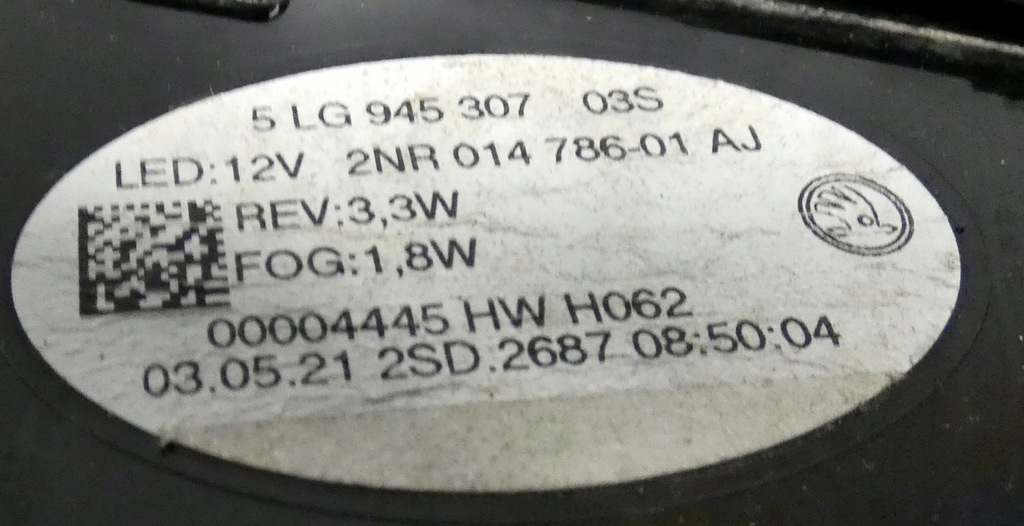 5 LG 945 307 03S
LED:12V 2NR 014 786-01 AJ
REV:3,3W
FOG:1,8W
00004445 HW H062
03.05.21 2SD.2687 08:50:04